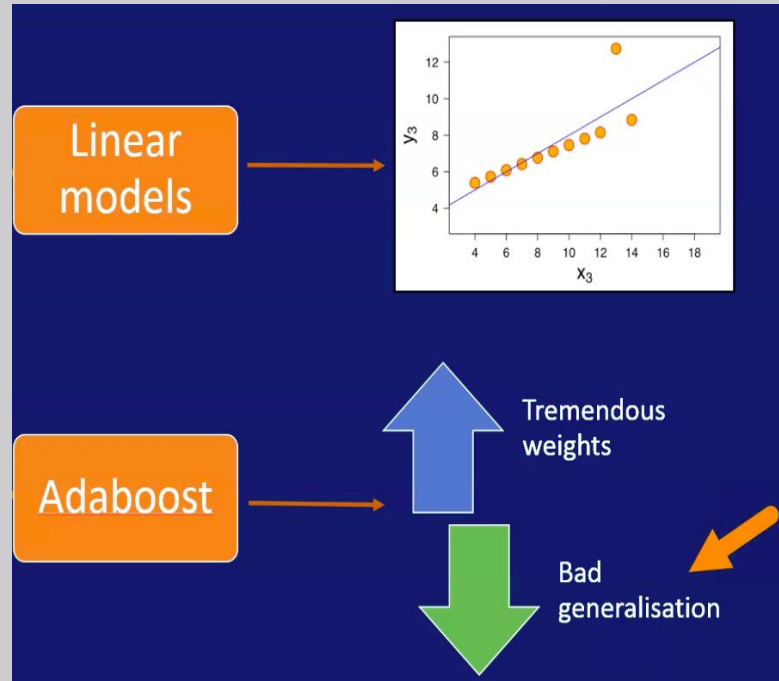 Linear
models
y3
12
10
8
6
4
4 6 8 10 12 14 16 18
x3
Tremendous
weights
Adaboost
Bad
generalisation